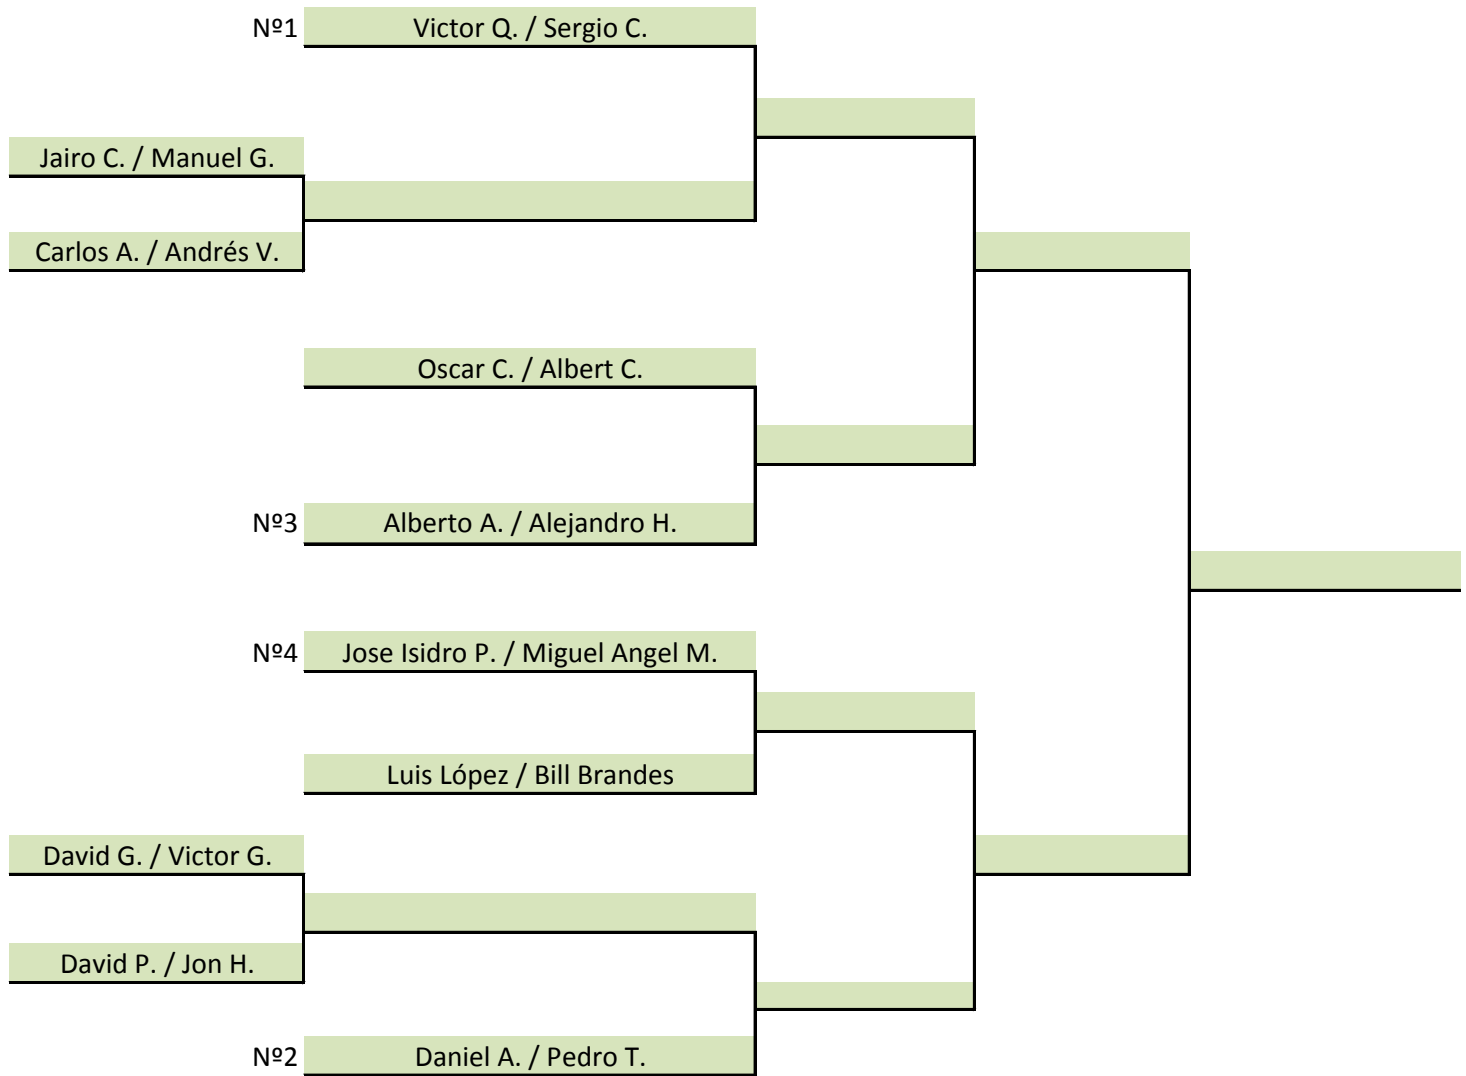 Nº1 Victor Q. / Sergio C.
Jairo C. / Manuel G.
Carlos A. / Andrés V.
Oscar C. / Albert C.
Nº3 Alberto A. / Alejandro H.
Nº4 Jose Isidro P. / Miguel Angel M.
Luis López / Bill Brandes
David G. / Victor G.
David P. / Jon H.
Nº2 Daniel A. / Pedro T.